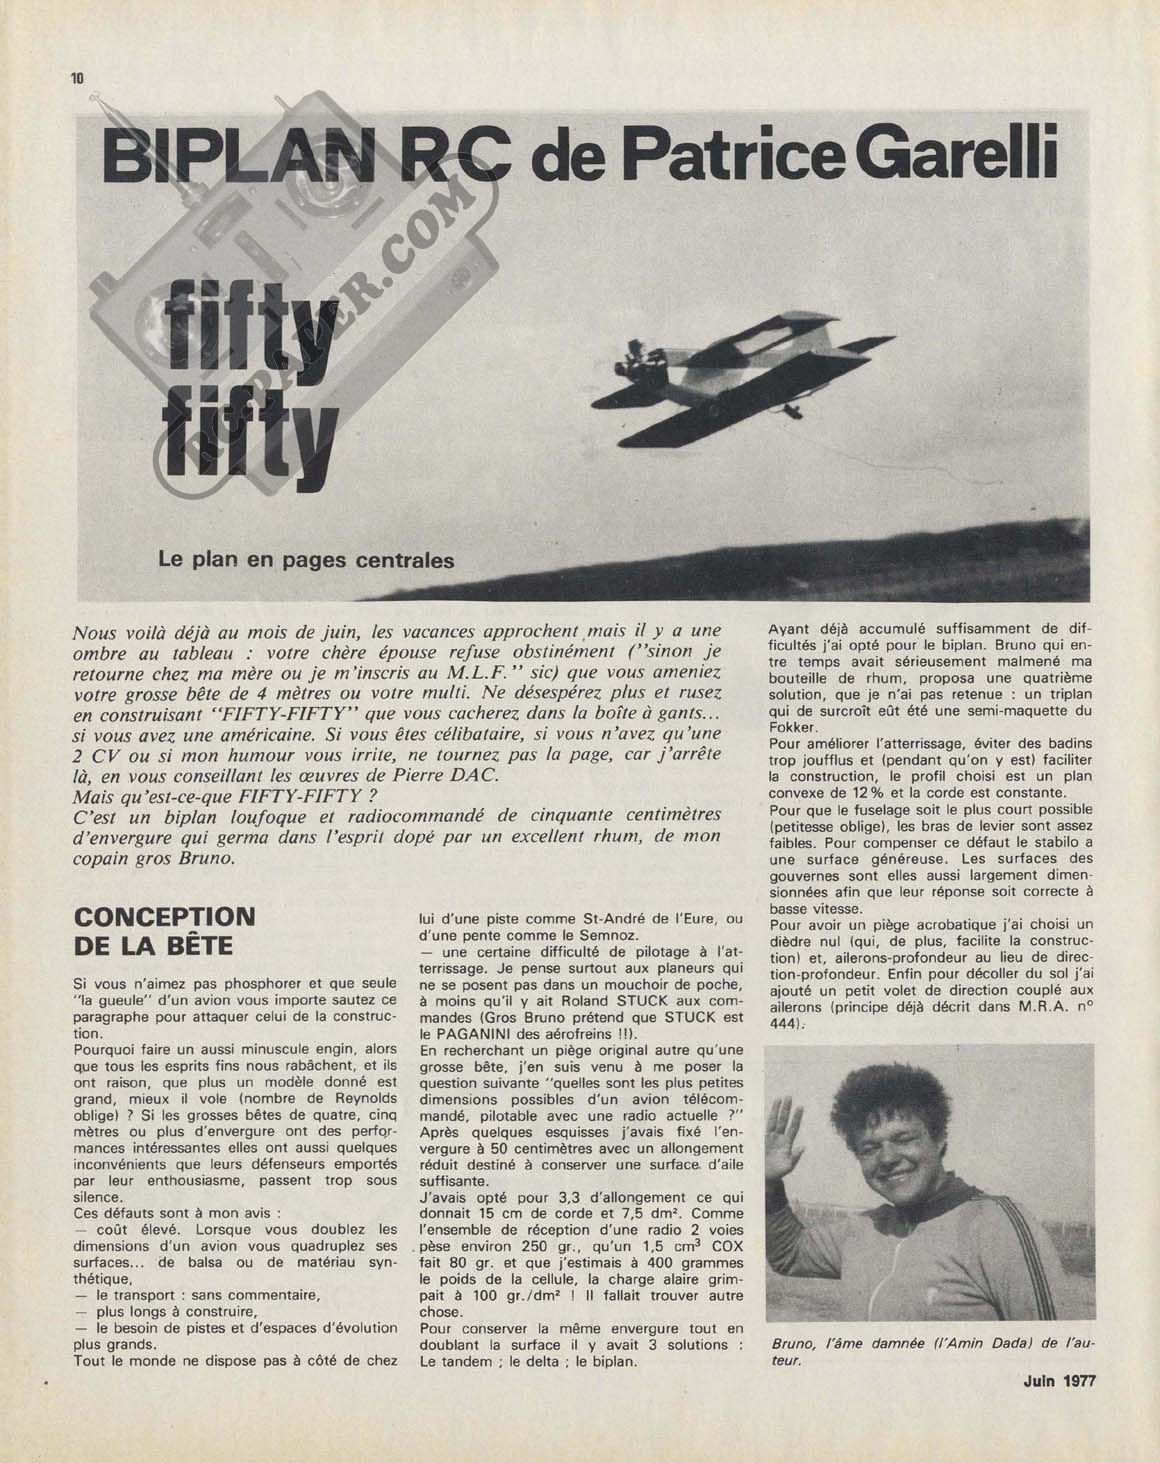 10
BIPLAN RC de Patrice Garelli
RC-PAPER.COM
fifty
fifty
Le plan en pages centrales
Nous voilà déjà au mois de juin, les vacances approchent mais il y a une
ombre au tableau : votre chère épouse refuse obstinément (''sinon je
retourne chez ma mère ou je m'inscris au M.L.F.'' sic) que vous ameniez
votre grosse bête de 4 mètres ou votre multi. Ne désespérez plus et rusez
en construisant ''FIFTY-FIFTY'' que vous cacherez dans la boîte à gants...
si vous avez une américaine. Si vous êtes célibataire, si vous n'avez qu'une
2 CV ou si mon humour vous irrite, ne tournez pas la page, car j'arrête
là, en vous conseillant les œuvres de Pierre DAC.
Mais qu'est-ce-que FIFTY-FIFTY ?
C'est un biplan loufoque et radiocommandé de cinquante centimètres
d'envergure qui germa dans l'esprit dopé par un excellent rhum, de mon
copain gros Bruno.
CONCEPTION
DE LA BÊTE
Si vous n'aimez pas phosphorer et que seule
''la gueule'' d'un avion vous importe sautez ce
paragraphe pour attaquer celui de la construc-
tion.
Pourquoi faire un aussi minuscule engin, alors
que tous les esprits fins nous rabâchent, et ils
ont raison, que plus un modèle donné est
grand, mieux il vole (nombre de Reynolds
oblige) ? Si les grosses bêtes de quatre, cinq
mètres ou plus d'envergure ont des perfor-
mances intéressantes elles ont aussi quelques
inconvénients que leurs défenseurs emportés
par leur enthousiasme, passent trop sous
silence.
Ces défauts sont à mon avis :
— coût élevé. Lorsque vous doublez les
dimensions d'un avion vous quadruplez ses
surfaces... de balsa ou de matériau syn-
thétique,
— le transport : sans commentaire,
— plus longs à construire,
— le besoin de pistes et d'espaces d'évolution
plus grands.
Tout le monde ne dispose pas à côté de chez
lui d'une piste comme St-André de l'Eure, ou
d'une pente comme le Semnoz.
— une certaine difficulté de pilotage à l'at-
terrissage. Je pense surtout aux planeurs qui
ne se posent pas dans un mouchoir de poche,
à moins qu'il y ait Roland STUCK aux com-
mandes (Gros Bruno prétend que STUCK est
le PAGANINI des aérofreins !!).
En recherchant un piège original autre qu'une
grosse bête, j'en suis venu à me poser la
question suivante ''quelles sont les plus petites
dimensions possibles d'un avion télécom-
mandé, pilotable avec une radio actuelle ?''
Après quelques esquisses j'avais fixé l'en-
vergure à 50 centimètres avec un allongement
réduit destiné à conserver une surface d'aile
suffisante.
J'avais opté pour 3,3 d'allongement ce qui
donnait 15 cm de corde et 7,5 dm². Comme
l'ensemble de réception d'une radio 2 voies
pèse environ 250 gr., qu'un 1,5 cm³ COX
fait 80 gr. et que j'estimais à 400 grammes
le poids de la cellule, la charge alaire grim-
pait à 100 gr./dm² ! Il fallait trouver autre
chose.
Pour conserver la même envergure tout en
doublant la surface il y avait 3 solutions :
Le tandem ; le delta ; le biplan.
Ayant déjà accumulé suffisamment de dif-
ficultés j'ai opté pour le biplan. Bruno qui en-
tre temps avait sérieusement malmené ma
bouteille de rhum, proposa une quatrième
solution, que je n'ai pas retenue : un triplan
qui de surcroît eût été une semi-maquette du
Fokker.
Pour améliorer l'atterrissage, éviter des badins
trop joufflus et (pendant qu'on y est) faciliter
la construction, le profil choisi est un plan
convexe de 12 % et la corde est constante.
Pour que le fuselage soit le plus court possible
(petitesse oblige), les bras de levier sont assez
faibles. Pour compenser ce défaut le stabilo a
une surface généreuse. Les surfaces des
gouvernes sont elles aussi largement dimen-
sionnées afin que leur réponse soit correcte à
basse vitesse.
Pour avoir un piège acrobatique j'ai choisi un
dièdre nul (qui, de plus, facilite la construc-
tion) et, ailerons-profondeur au lieu de direc-
tion-profondeur. Enfin pour décoller du sol j'ai
ajouté un petit volet de direction couplé aux
ailerons (principe déjà décrit dans M.R.A. n°
444).
Bruno, l'âme damnée (l'Amin Dada) de l'au-
teur.
Juin 1977